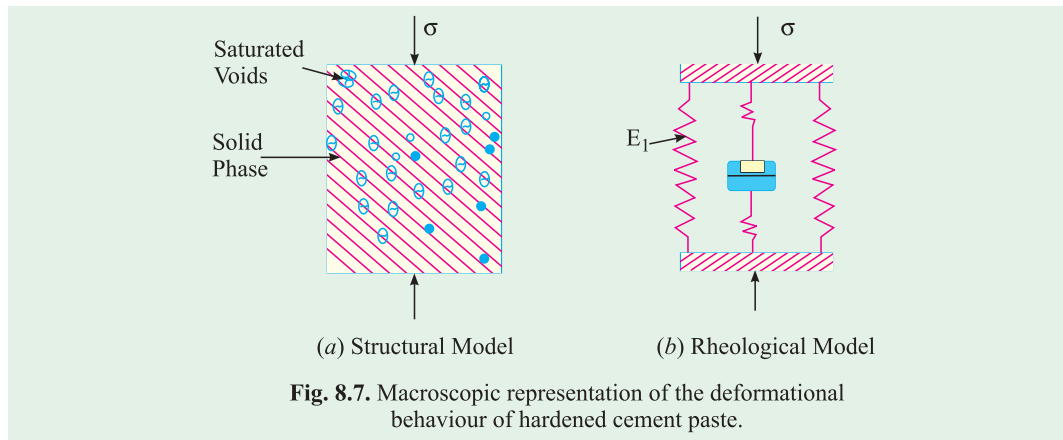 σ
σ
Saturated
Voids
Solid
Phase
E₁
(a) Structural Model
(b) Rheological Model
Fig. 8.7. Macroscopic representation of the deformational
behaviour of hardened cement paste.